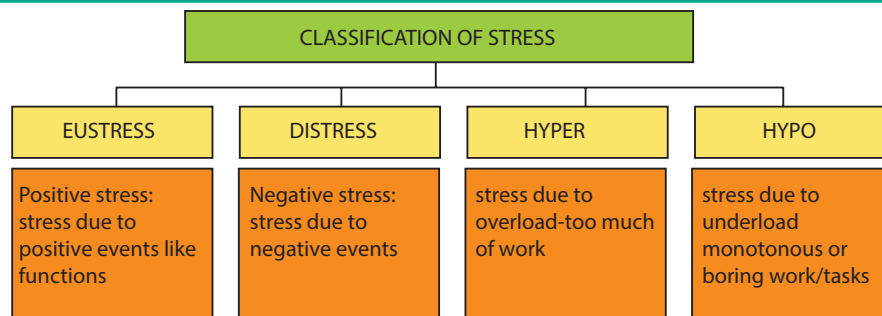 CLASSIFICATION OF STRESS
EUSTRESS
DISTRESS
HYPER
HYPO
Positive stress:
stress due to
positive events like
functions
Negative stress:
stress due to
negative events
stress due to
overload-too much
of work
stress due to
underload
monotonous or
boring work/tasks